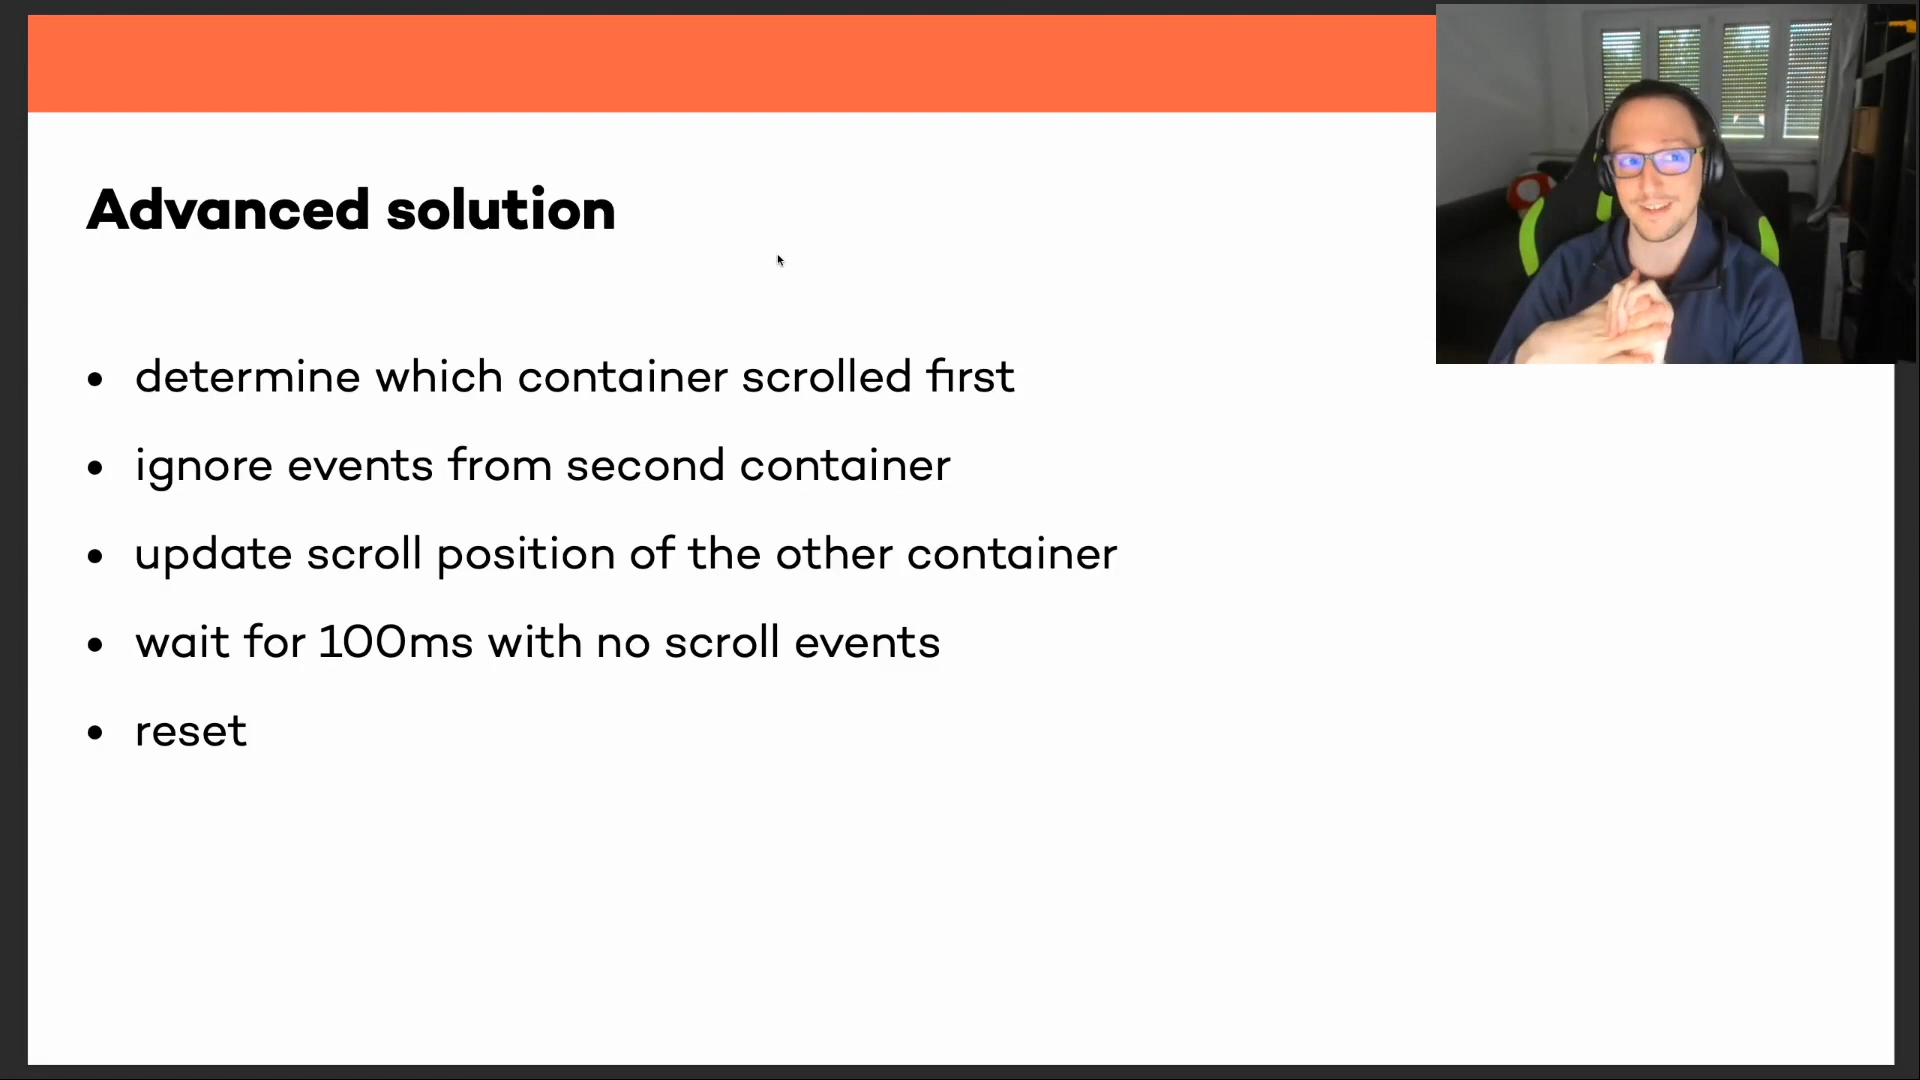 Advanced solution
determine which container scrolled first
ignore events from second container
update scroll position of the other container
wait for 100ms with no scroll events
reset